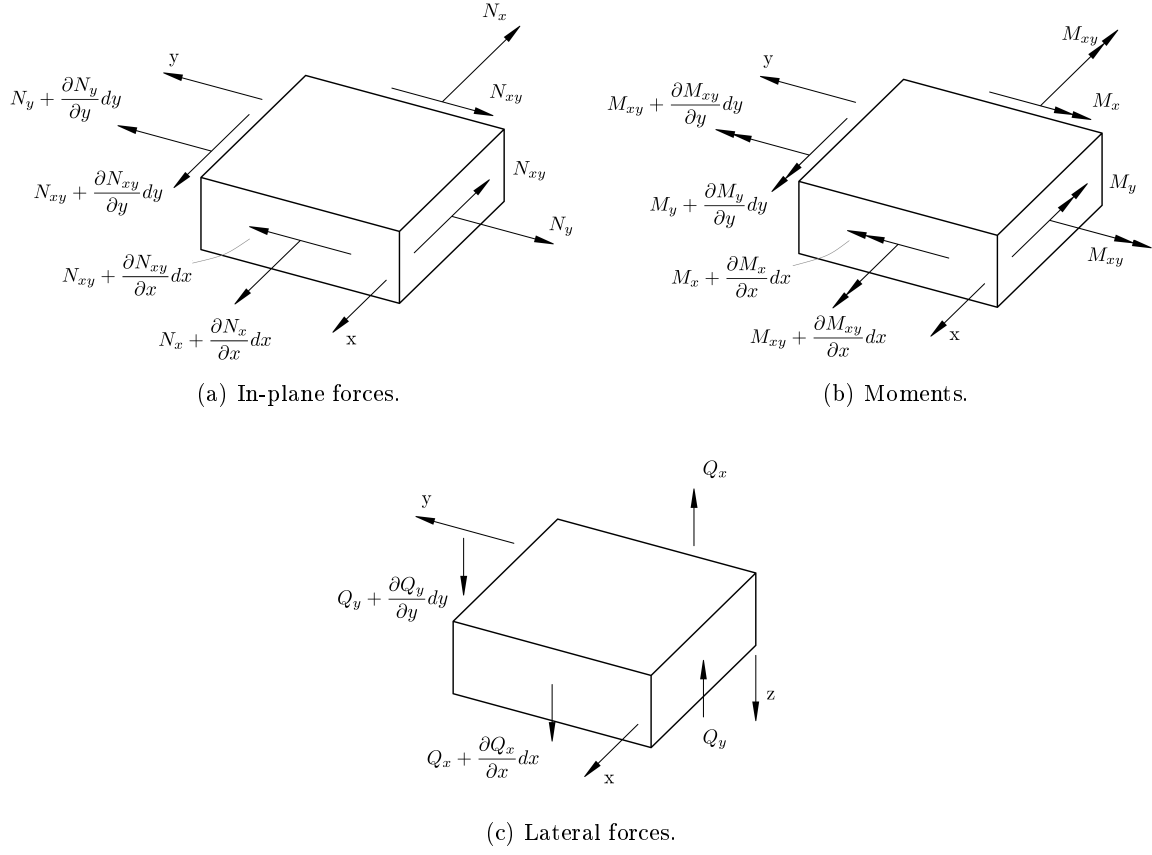 N_x
y
N_y + \frac{\partial N_y}{\partial y} dy
N_{xy}
N_{xy} + \frac{\partial N_{xy}}{\partial y} dy
N_{xy}
N_y
N_{xy} + \frac{\partial N_{xy}}{\partial x} dx
N_x + \frac{\partial N_x}{\partial x} dx
x
(a) In-plane forces.
M_{xy}
y
M_{xy} + \frac{\partial M_{xy}}{\partial y} dy
M_x
M_y + \frac{\partial M_y}{\partial y} dy
M_y
M_{xy}
M_x + \frac{\partial M_x}{\partial x} dx
M_{xy} + \frac{\partial M_{xy}}{\partial x} dx
x
(b) Moments.
Q_x
y
Q_y + \frac{\partial Q_y}{\partial y} dy
z
Q_y
Q_x + \frac{\partial Q_x}{\partial x} dx
x
(c) Lateral forces.